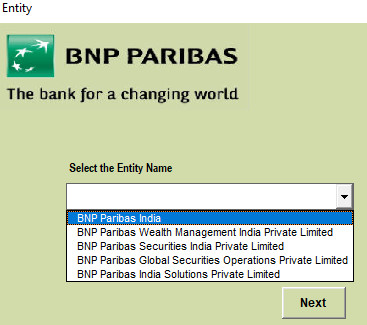 Entity
BNP PARIBAS
The bank for a changing world
Select the Entity Name
BNP Paribas India
BNP Paribas Wealth Management India Private Limited
BNP Paribas Securities India Private Limited
BNP Paribas Global Securities Operations Private Limited
BNP Paribas India Solutions Private Limited
Next